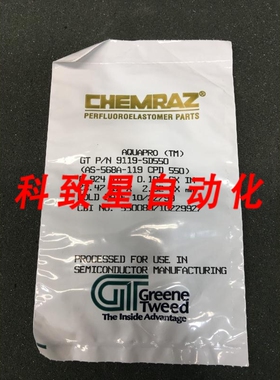 CHEMRAZ®
PERFLUOROELASTOMER PARTS
AQUAPRO (TM)
GT P/N 9119-SD550
(AS-568A-119 CPD 550)
科致星自动化
PROCESSED FOR USE IN
SEMICONDUCTOR MANUFACTURING
GT Greene
Tweed
The Inside Advantage